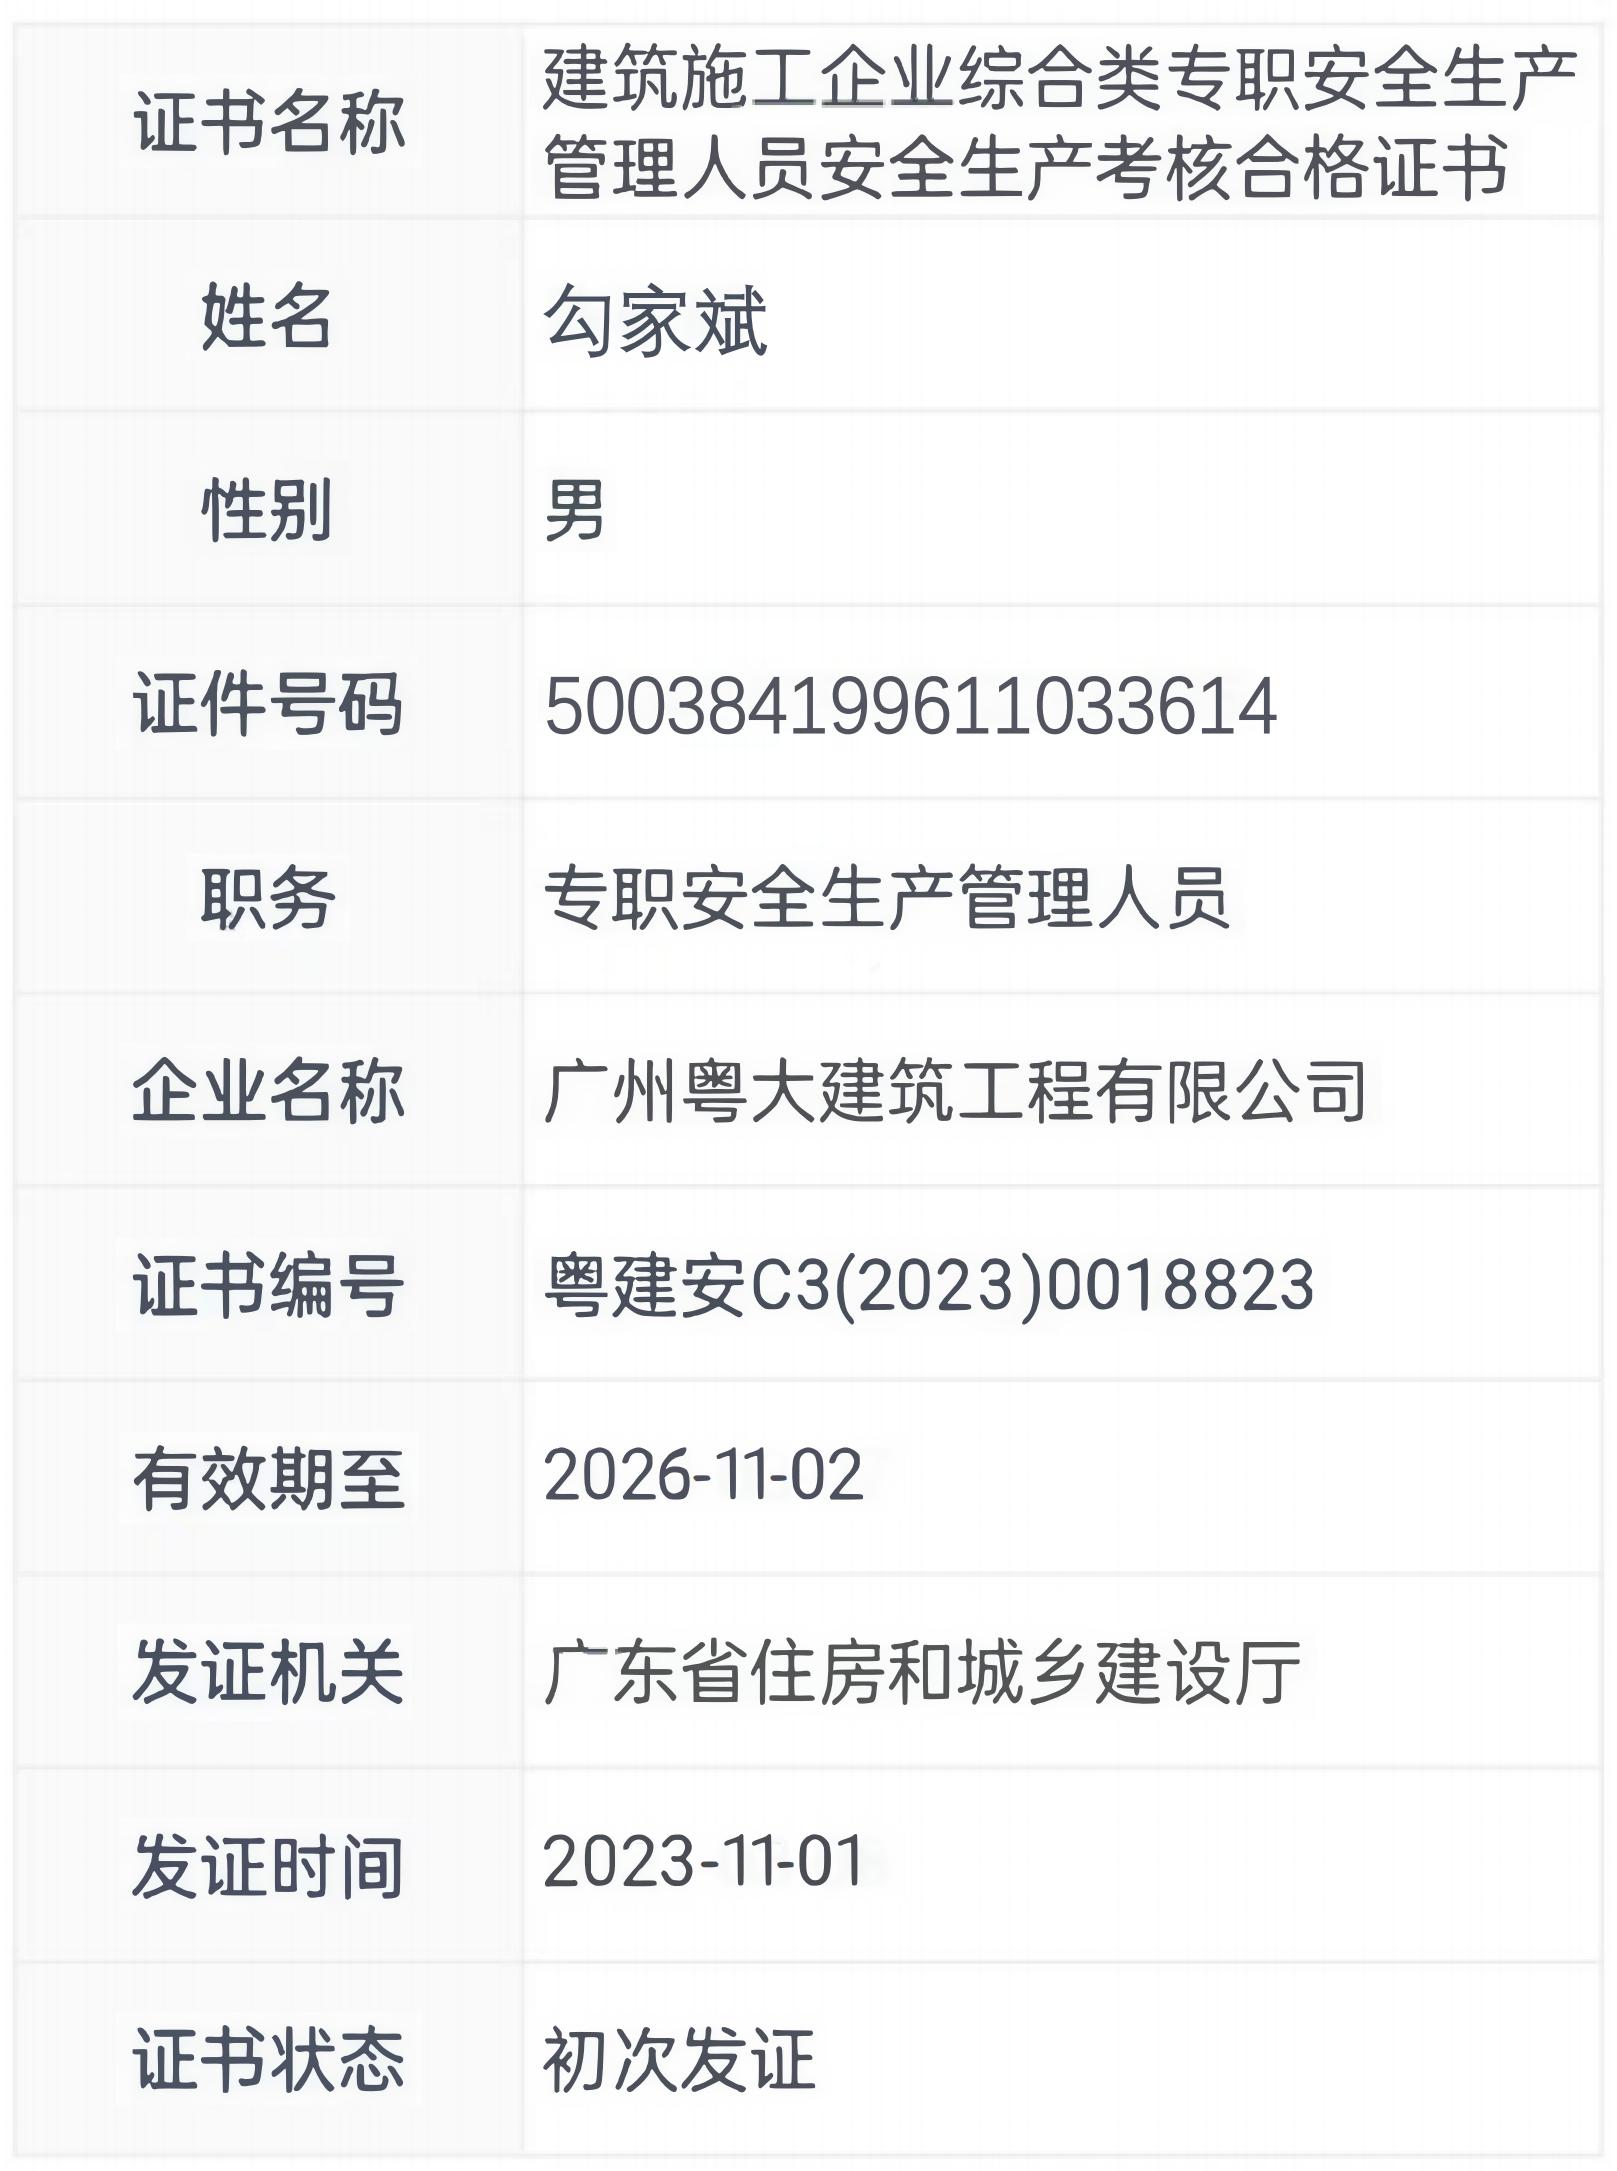 证书名称
建筑施工企业综合类专职安全生产
管理人员安全生产考核合格证书
姓名
勾家斌
性别
男
证件号码
500384199611033614
职务
专职安全生产管理人员
企业名称
广州粤大建筑工程有限公司
证书编号
粤建安C3(2023)0018823
有效期至
2026-11-02
发证机关
广东省住房和城乡建设厅
发证时间
2023-11-01
证书状态
初次发证